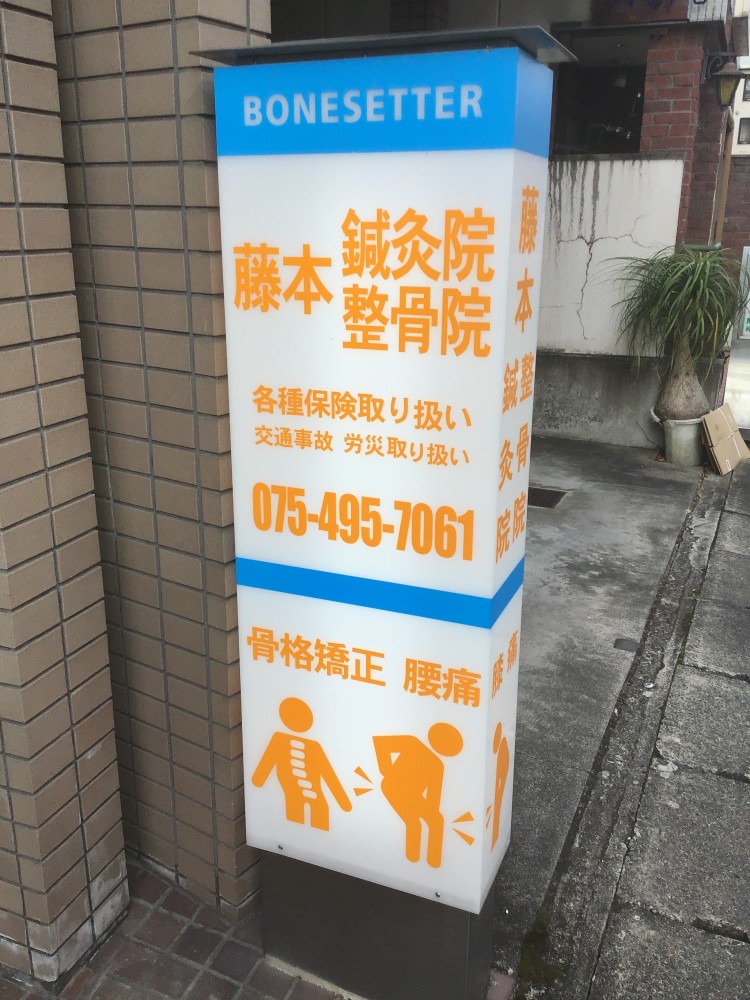 BONESETTER
藤本 鍼灸院
整骨院
各種保険取り扱い
交通事故 労災取り扱い
075-495-7061
骨格矯正 腰痛
藤本
鍼灸院
整骨院
膝痛